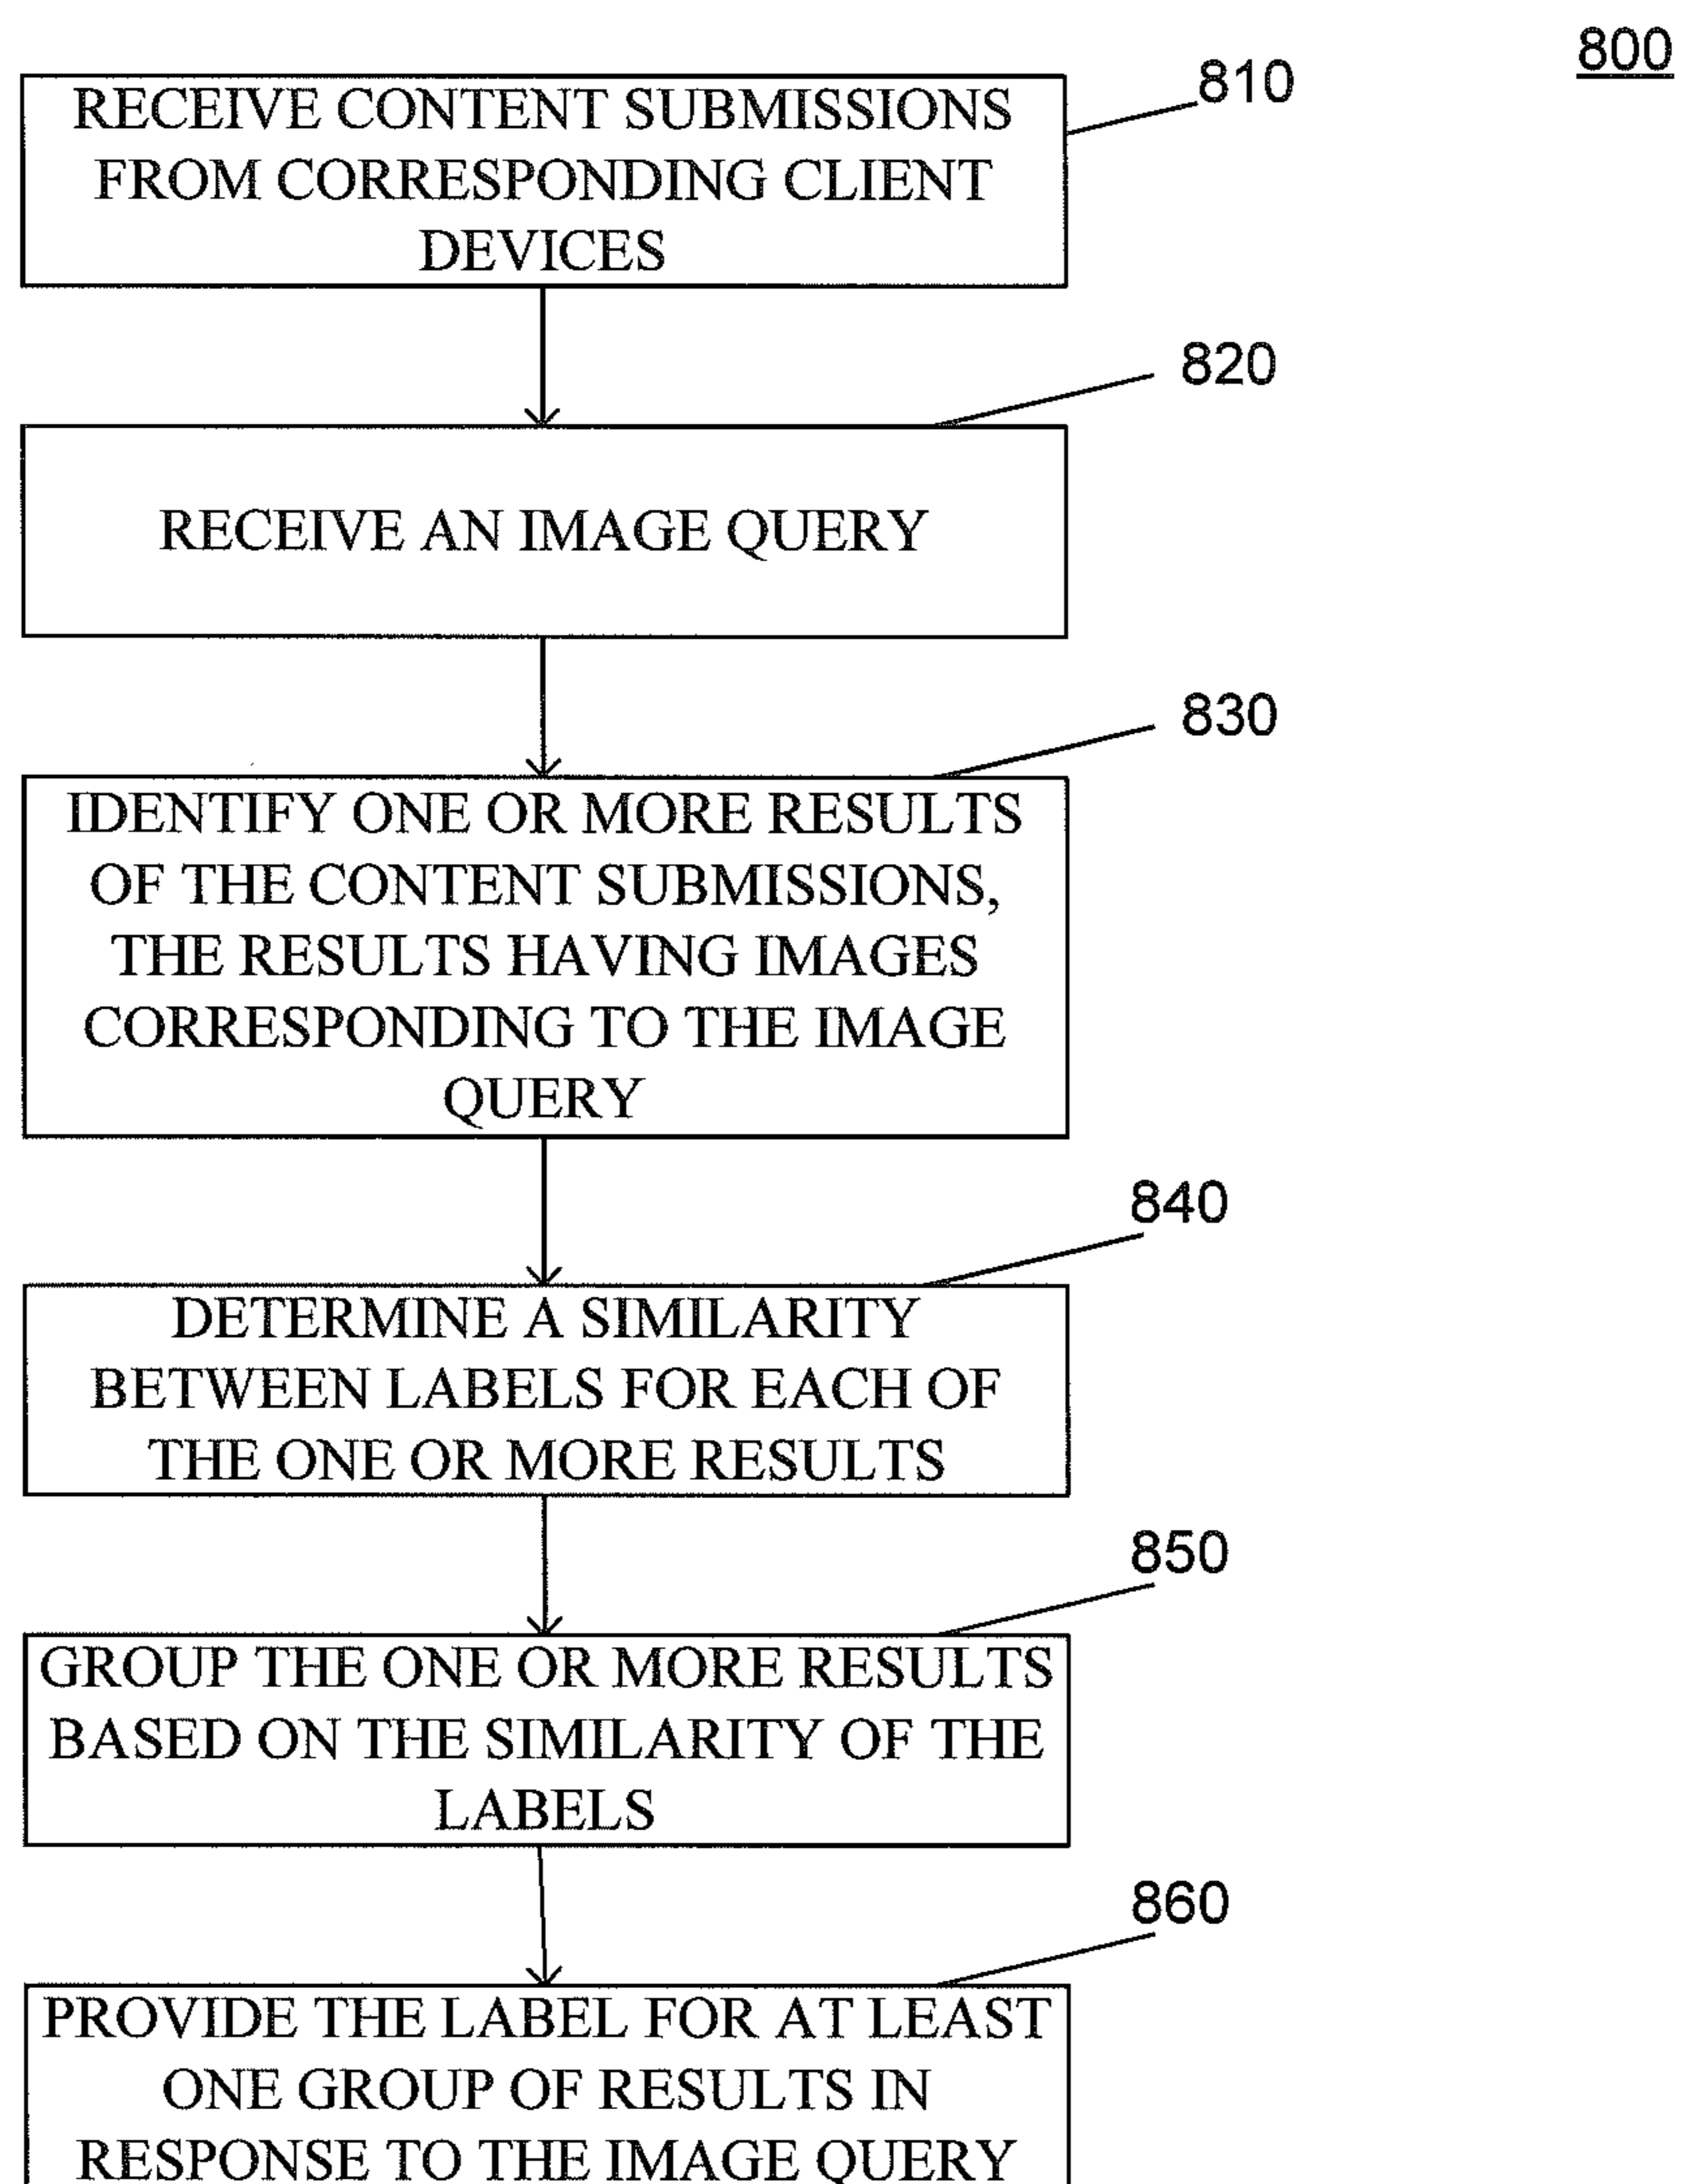 800
810
RECEIVE CONTENT SUBMISSIONS
FROM CORRESPONDING CLIENT
DEVICES
820
RECEIVE AN IMAGE QUERY
830
IDENTIFY ONE OR MORE RESULTS
OF THE CONTENT SUBMISSIONS,
THE RESULTS HAVING IMAGES
CORRESPONDING TO THE IMAGE
QUERY
840
DETERMINE A SIMILARITY
BETWEEN LABELS FOR EACH OF
THE ONE OR MORE RESULTS
850
GROUP THE ONE OR MORE RESULTS
BASED ON THE SIMILARITY OF THE
LABELS
860
PROVIDE THE LABEL FOR AT LEAST
ONE GROUP OF RESULTS IN
RESPONSE TO THE IMAGE QUERY